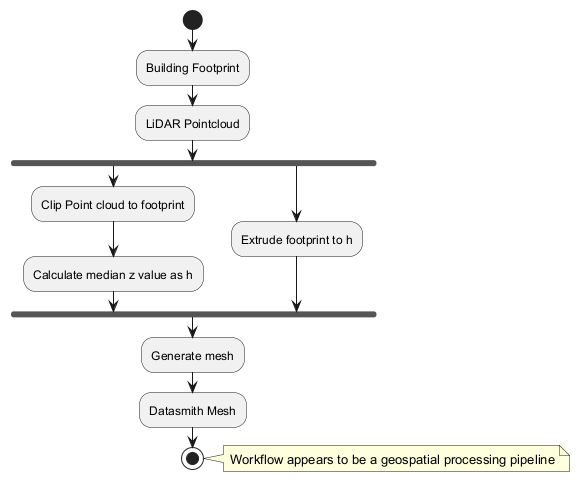 Building Footprint
LiDAR Pointcloud
Clip Point cloud to footprint
Calculate median z value as h
Extrude footprint to h
Generate mesh
Datasmith Mesh
Workflow appears to be a geospatial processing pipeline